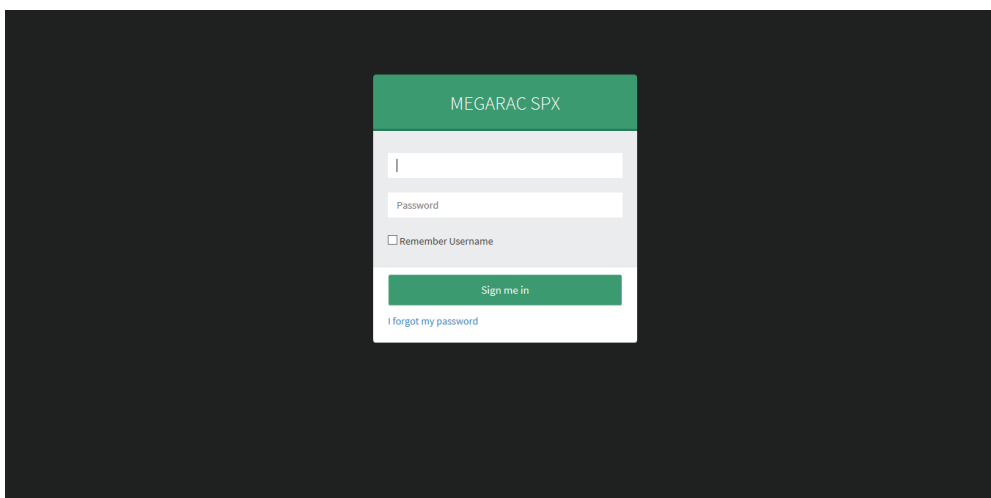 MEGARAC SPX
Password
Remember Username
Sign me in
I forgot my password